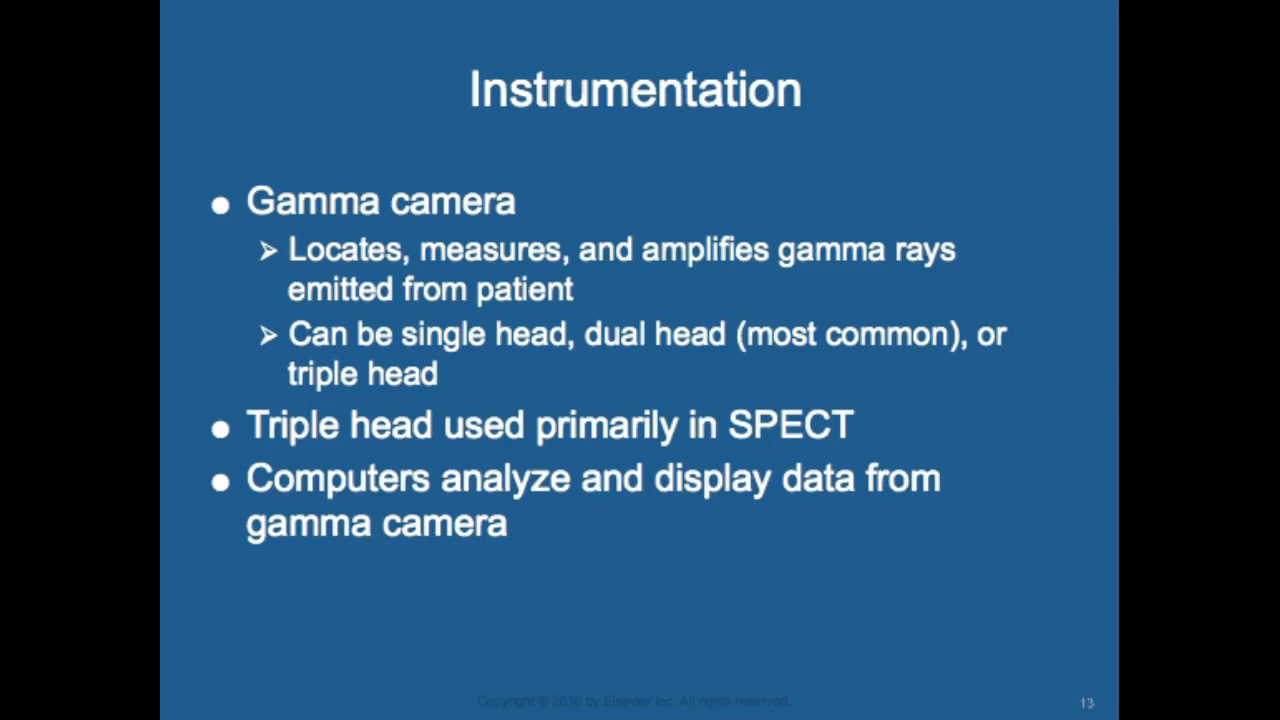 Instrumentation
● Gamma camera
➢ Locates, measures, and amplifies gamma rays
emitted from patient
➢ Can be single head, dual head (most common), or
triple head
● Triple head used primarily in SPECT
● Computers analyze and display data from
gamma camera
Copyright © 2016 by Elsevier Inc. All rights reserved.
13